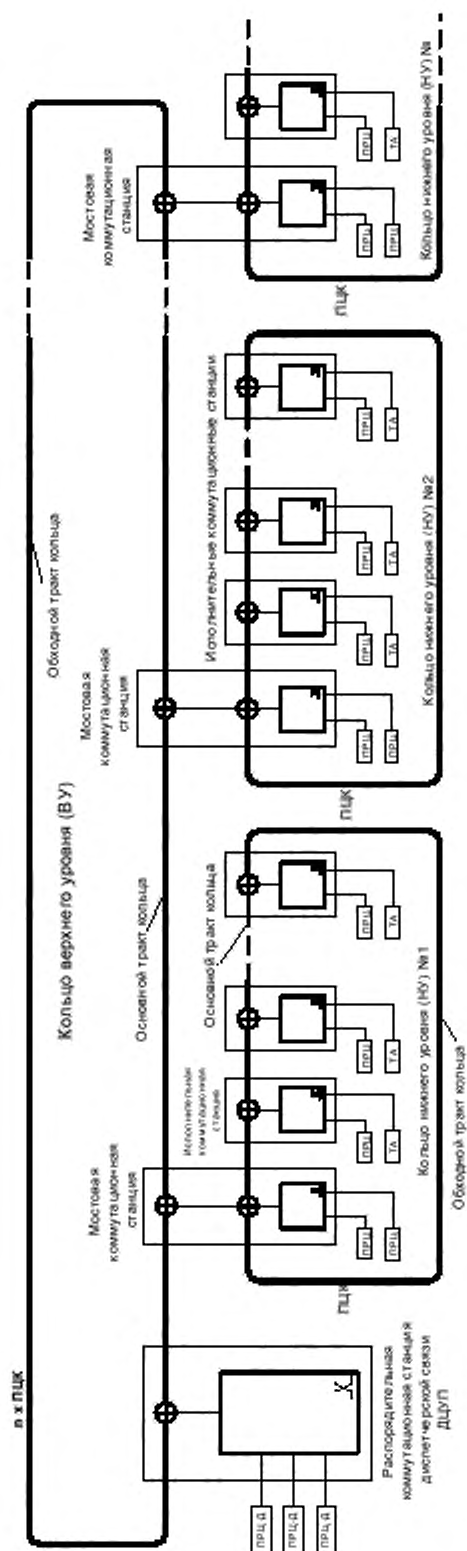 n x ПЦК
Кольцо верхнего уровня (ВУ)
Обходной тракт кольца
Распорядительная
коммутационная станция
диспетчерской связи
ДЦУП
ПРЦ-Д
ПРЦ-Д
ПРЦ-Д
Мостовая
коммутационная
станция
Основной тракт кольца
Исполнительная
коммутационная
станция
Основной тракт кольца
ПЦК
ПРЦ
ПРЦ
ПРЦ
ТА
ПРЦ
ТА
ПРЦ
ТА
Кольцо нижнего уровня (НУ) №1
Обходной тракт кольца
Мостовая
коммутационная
станция
Исполнительные коммутационные станции
ПЦК
ПРЦ
ПРЦ
ПРЦ
ТА
ПРЦ
ТА
ПРЦ
ТА
Кольцо нижнего уровня (НУ) №2
Мостовая
коммутационная
станция
ПЦК
ПРЦ
ПРЦ
ПРЦ
ТА
Кольцо нижнего уровня (НУ) №